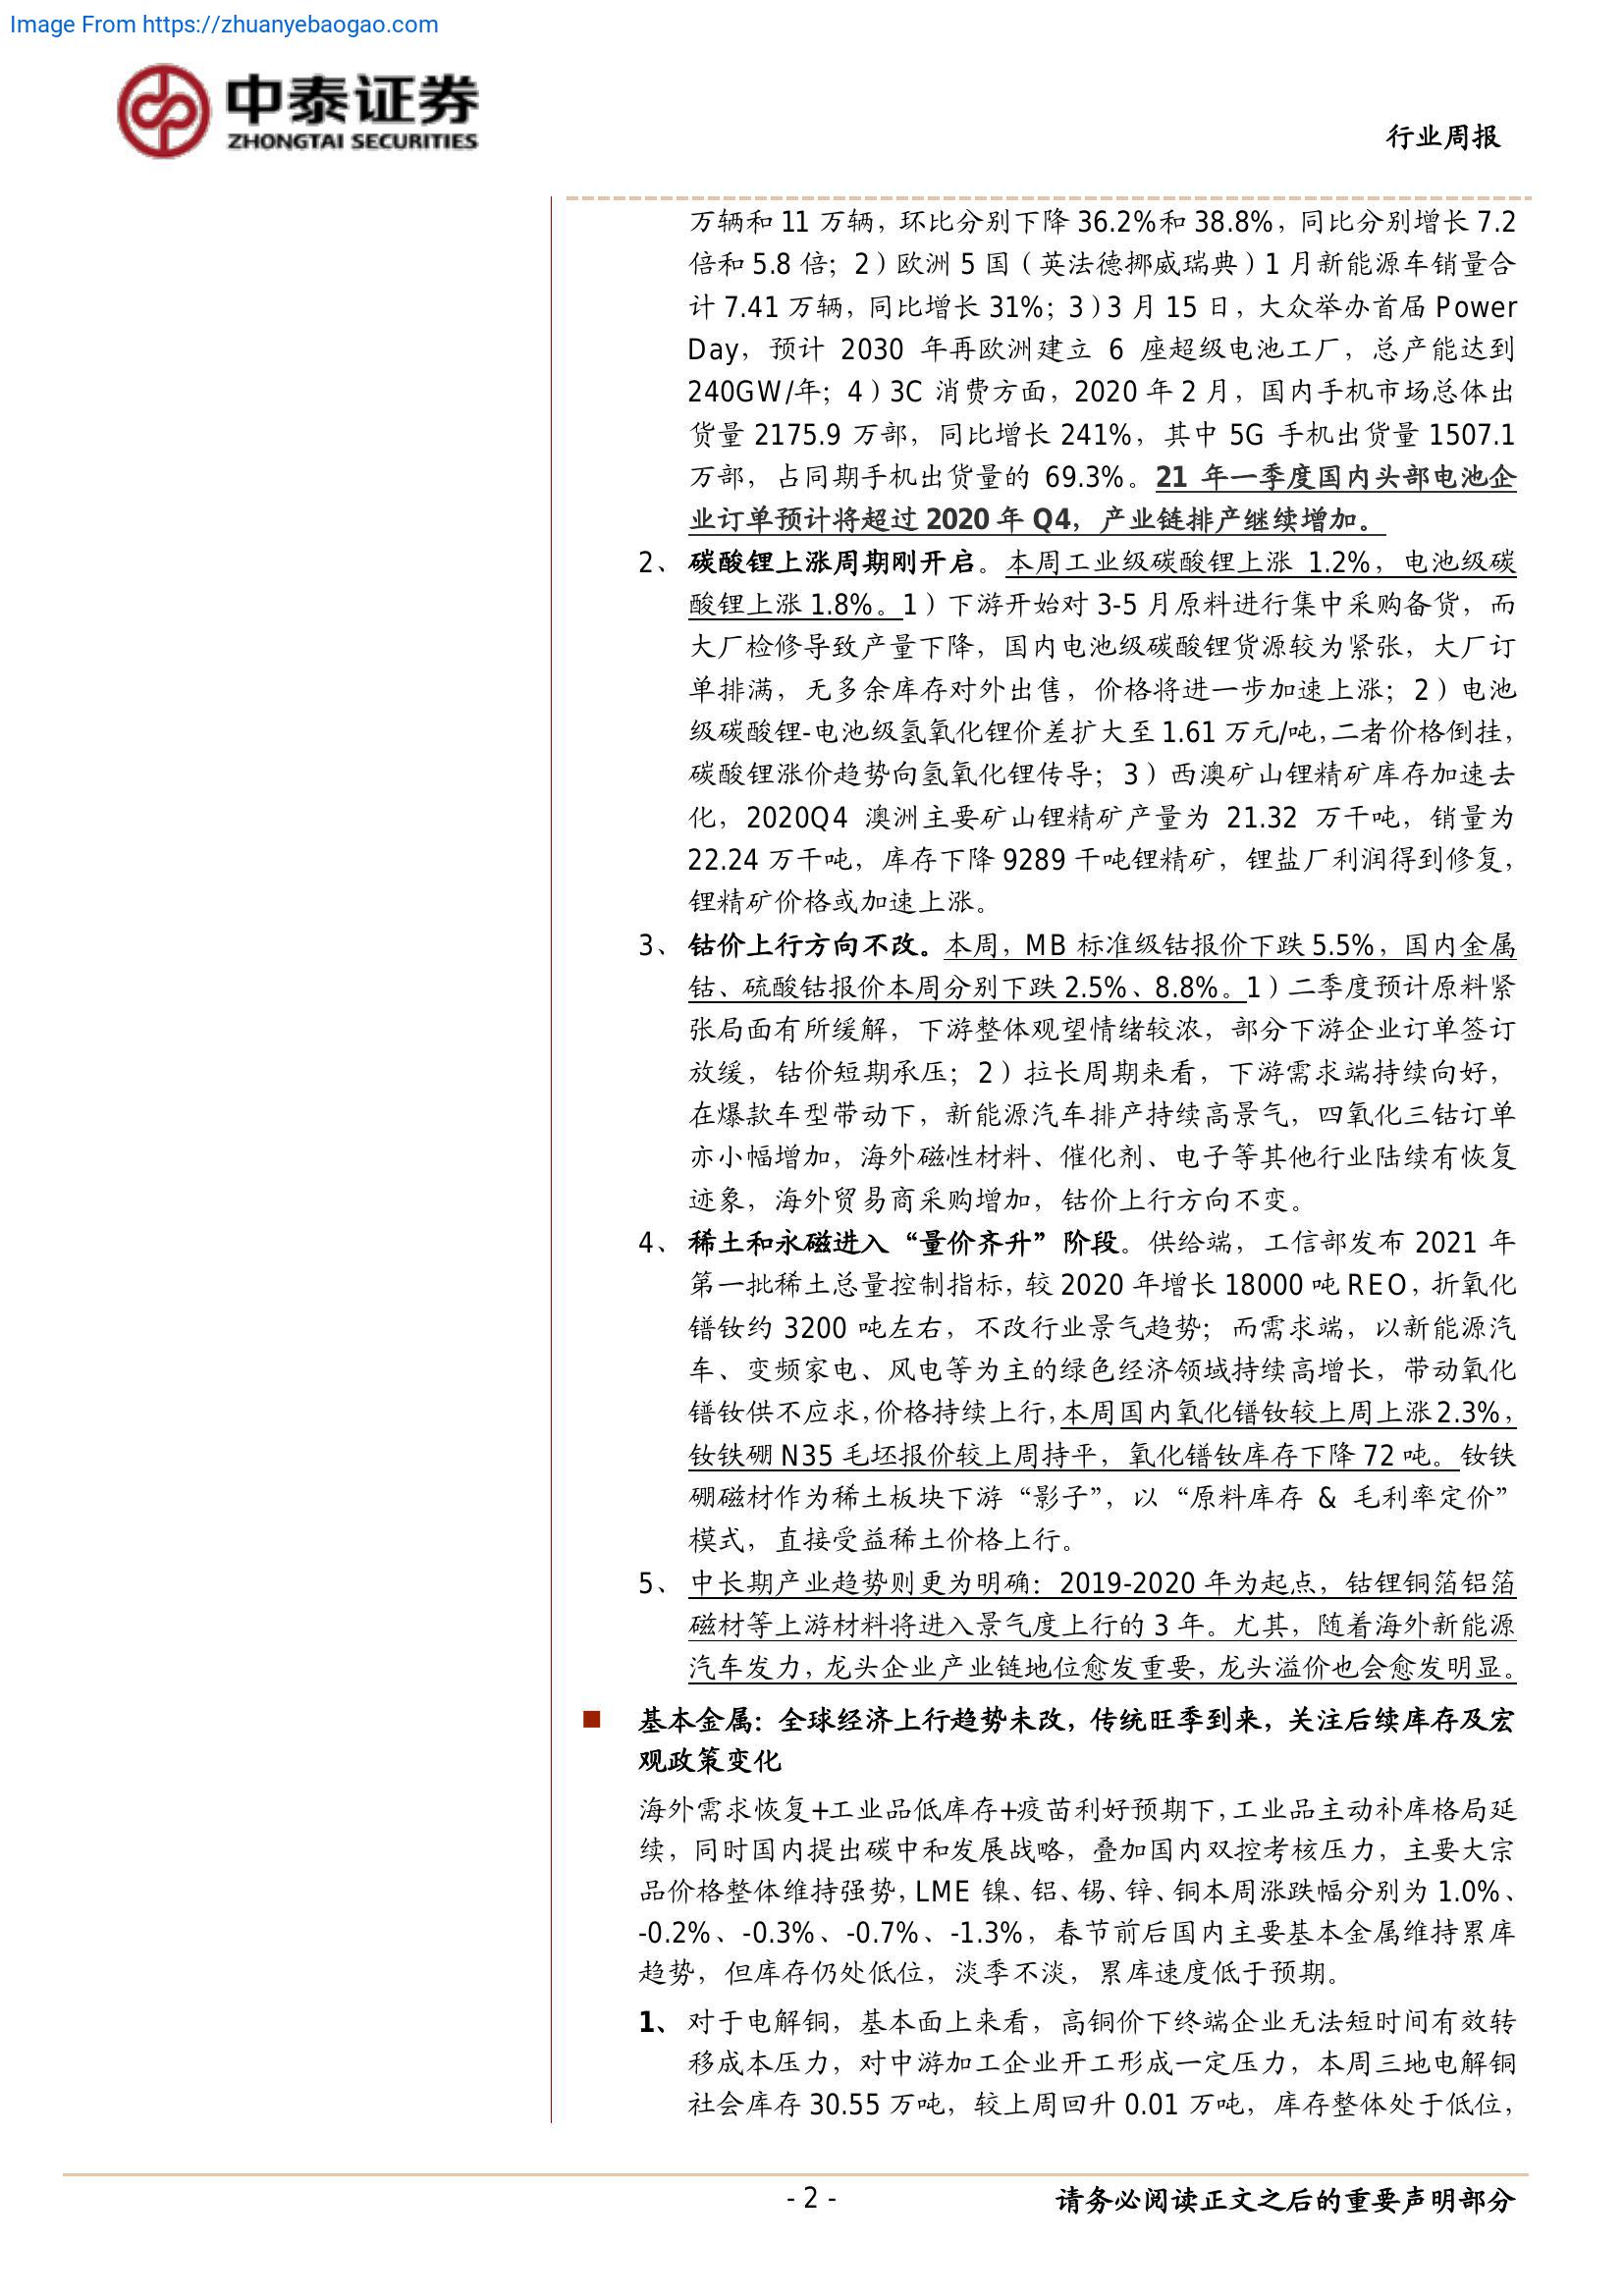 Image From https://zhuanyebaogao.com
中泰证券
ZHONGTAI SECURITIES
行业周报
万辆和 11 万辆，环比分别下降 36.2%和 38.8%，同比分别增长 7.2
倍和 5.8 倍；2）欧洲 5 国（英法德挪威瑞典）1 月新能源车销量合
计 7.41 万辆，同比增长 31%；3）3 月 15 日，大众举办首届 Power
Day，预计 2030 年再欧洲建立 6 座超级电池工厂，总产能达到
240GW/年；4）3C 消费方面，2020 年 2 月，国内手机市场总体出
货量 2175.9 万部，同比增长 241%，其中 5G 手机出货量 1507.1
万部，占同期手机出货量的 69.3%。21 年一季度国内头部电池企
业订单预计将超过 2020 年 Q4，产业链排产继续增加。
2、碳酸锂上涨周期刚开启。本周工业级碳酸锂上涨 1.2%，电池级碳
酸锂上涨 1.8%。1）下游开始对 3-5 月原料进行集中采购备货，而
大厂检修导致产量下降，国内电池级碳酸锂货源较为紧张，大厂订
单排满，无多余库存对外出售，价格将进一步加速上涨；2）电池
级碳酸锂-电池级氢氧化锂价差扩大至 1.61 万元/吨，二者价格倒挂，
碳酸锂涨价趋势向氢氧化锂传导；3）西澳矿山锂精矿库存加速去
化，2020Q4 澳洲主要矿山锂精矿产量为 21.32 万干吨，销量为
22.24 万干吨，库存下降 9289 干吨锂精矿，锂盐厂利润得到修复，
锂精矿价格或加速上涨。
3、钴价上行方向不改。本周，MB 标准级钴报价下跌 5.5%，国内金属
钴、硫酸钴报价本周分别下跌 2.5%、8.8%。1）二季度预计原料紧
张局面有所缓解，下游整体观望情绪较浓，部分下游企业订单签订
放缓，钴价短期承压；2）拉长周期来看，下游需求端持续向好，
在爆款车型带动下，新能源汽车排产持续高景气，四氧化三钴订单
亦小幅增加，海外磁性材料、催化剂、电子等其他行业陆续有恢复
迹象，海外贸易商采购增加，钴价上行方向不变。
4、稀土和永磁进入“量价齐升”阶段。供给端，工信部发布 2021 年
第一批稀土总量控制指标，较 2020 年增长 18000 吨 REO，折氧化
镨钕约 3200 吨左右，不改行业景气趋势；而需求端，以新能源汽
车、变频家电、风电等为主的绿色经济领域持续高增长，带动氧化
镨钕供不应求，价格持续上行，本周国内氧化镨钕较上周上涨 2.3%，
钕铁硼 N35 毛坯报价较上周持平，氧化镨钕库存下降 72 吨。钕铁
硼磁材作为稀土板块下游“影子”，以“原料库存 & 毛利率定价”
模式，直接受益稀土价格上行。
5、中长期产业趋势则更为明确：2019-2020 年为起点，钴锂铜箔铝箔
磁材等上游材料将进入景气度上行的 3 年。尤其，随着海外新能源
汽车发力，龙头企业产业链地位愈发重要，龙头溢价也会愈发明显。
■ 基本金属：全球经济上行趋势未改，传统旺季到来，关注后续库存及宏
观政策变化
海外需求恢复+工业品低库存+疫苗利好预期下，工业品主动补库格局延
续，同时国内提出碳中和发展战略，叠加国内双控考核压力，主要大宗
品价格整体维持强势，LME 镍、铝、锡、锌、铜本周涨跌幅分别为 1.0%、
-0.2%、-0.3%、-0.7%、-1.3%，春节前后国内主要基本金属维持累库
趋势，但库存仍处低位，淡季不淡，累库速度低于预期。
1、对于电解铜，基本面上来看，高铜价下终端企业无法短时间有效转
移成本压力，对中游加工企业开工形成一定压力，本周三地电解铜
社会库存 30.55 万吨，较上周回升 0.01 万吨，库存整体处于低位，
- 2 -
请务必阅读正文之后的重要声明部分